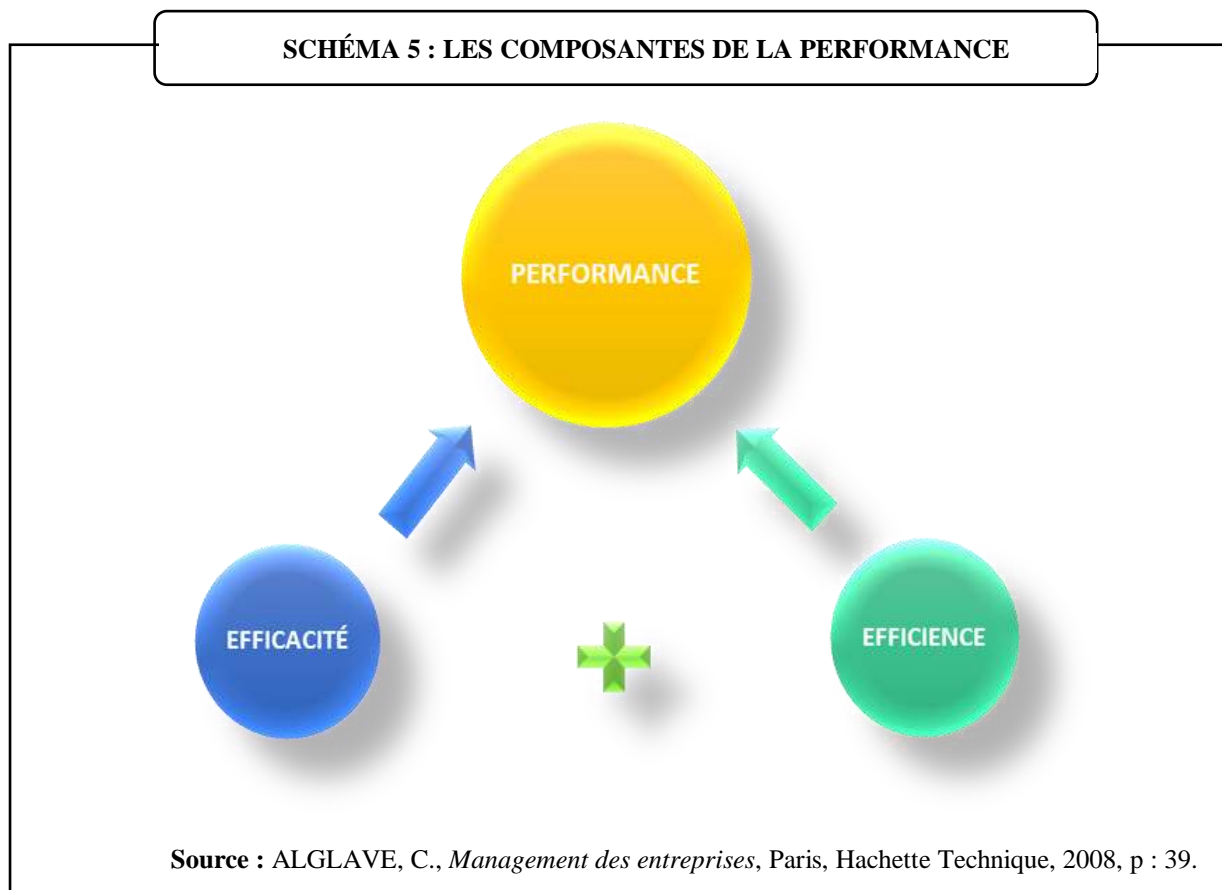 SCHÉMA 5 : LES COMPOSANTES DE LA PERFORMANCE
PERFORMANCE
EFFICACITÉ
EFFICIENCE
Source : ALGLAVE, C., Management des entreprises, Paris, Hachette Technique, 2008, p : 39.